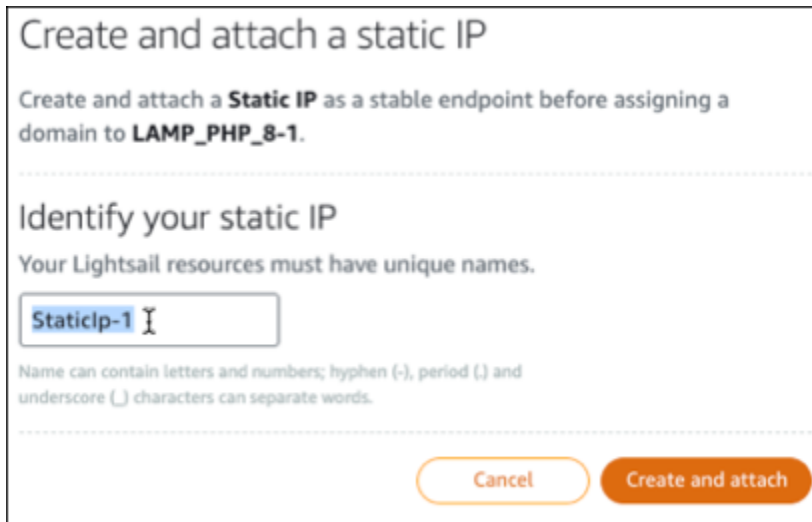 Create and attach a static IP
Create and attach a Static IP as a stable endpoint before assigning a
domain to LAMP_PHP_8-1.
Identify your static IP
Your Lightsail resources must have unique names.
StaticIp-1
Name can contain letters and numbers; hyphen (-), period (.) and
underscore (_) characters can separate words.
Cancel Create and attach